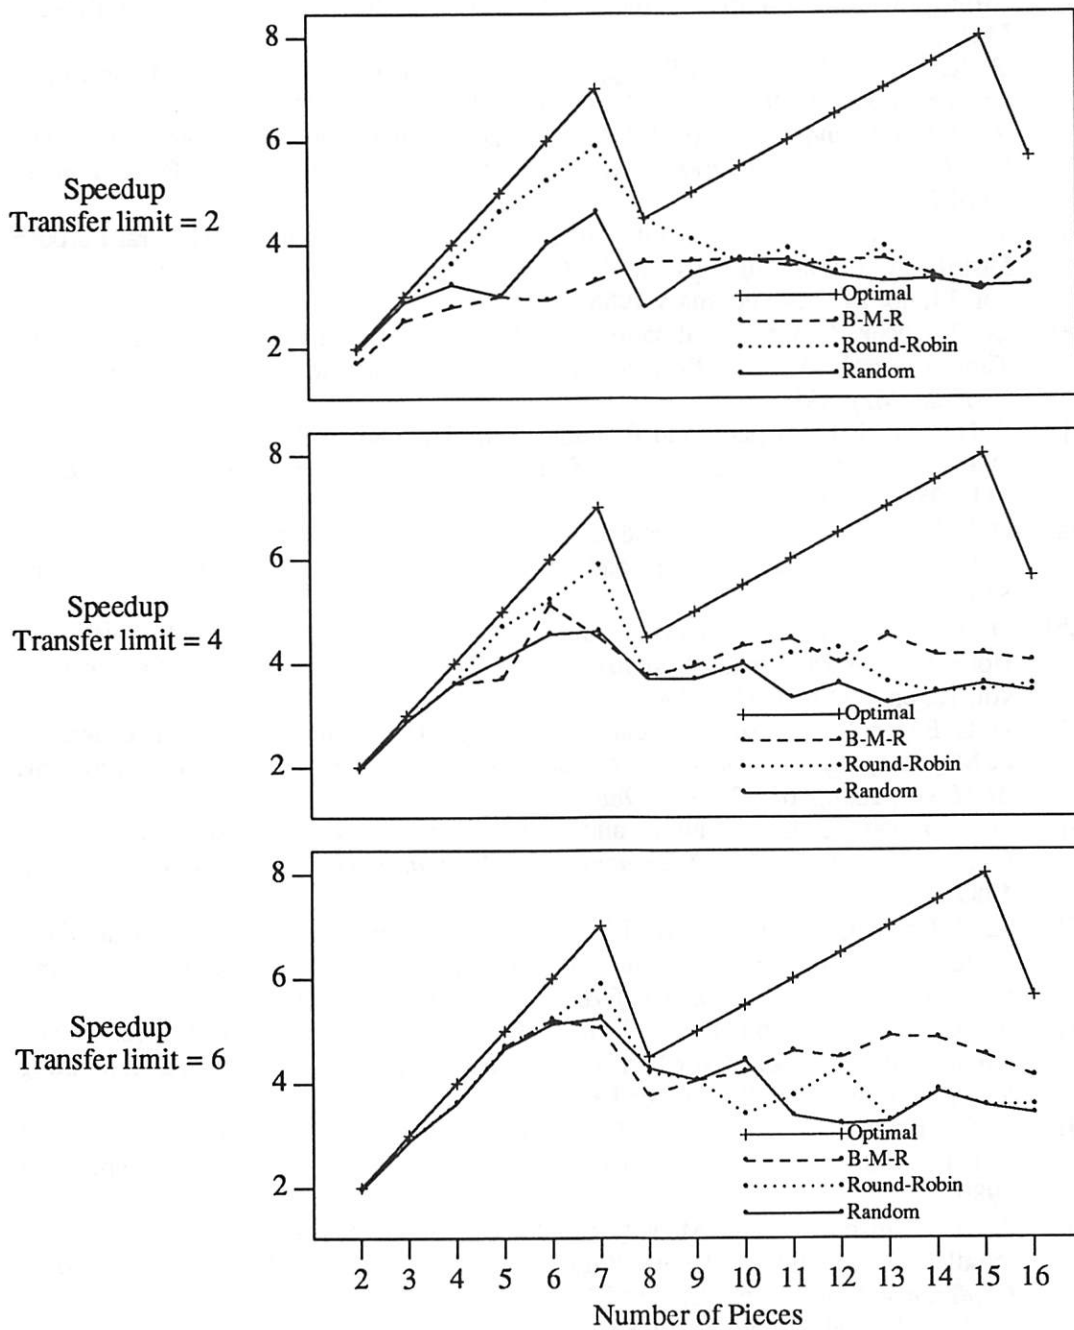 8
6
4
2
Speedup
Transfer limit = 2
Optimal
B-M-R
Round-Robin
Random
8
6
4
2
Speedup
Transfer limit = 4
Optimal
B-M-R
Round-Robin
Random
8
6
4
2
Speedup
Transfer limit = 6
Optimal
B-M-R
Round-Robin
Random
2 3 4 5 6 7 8 9 10 11 12 13 14 15 16
Number of Pieces